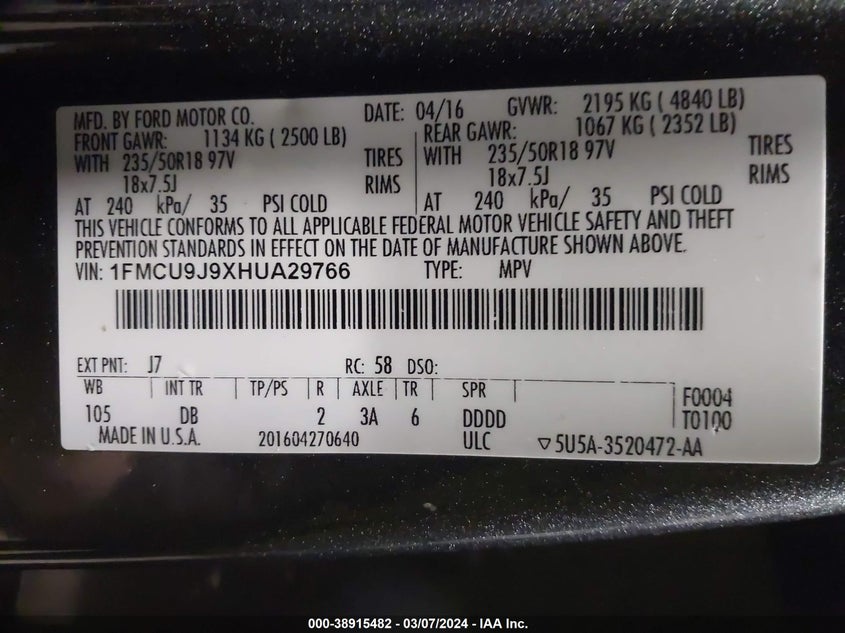 MFD. BY FORD MOTOR CO. DATE: 04/16 GVWR: 2195 KG ( 4840 LB)
FRONT GAWR: 1134 KG ( 2500 LB) REAR GAWR: 1067 KG ( 2352 LB)
WITH 235/50R18 97V TIRES WITH 235/50R18 97V TIRES
18x7.5J RIMS 18x7.5J RIMS
AT 240 kPa/ 35 PSI COLD AT 240 kPa/ 35 PSI COLD
THIS VEHICLE CONFORMS TO ALL APPLICABLE FEDERAL MOTOR VEHICLE SAFETY AND THEFT
PREVENTION STANDARDS IN EFFECT ON THE DATE OF MANUFACTURE SHOWN ABOVE.
VIN: 1FMCU9J9XHUA29766 TYPE: MPV
EXT PNT: J7 RC: 58 DSO:
WB INT TR TP/PS R AXLE TR SPR F0004
105 DB 2 3A 6 DDDD T0100
MADE IN U.S.A. 201604270640 ULC ▽5U5A-3520472-AA
000-38915482 - 03/07/2024 - IAA Inc.